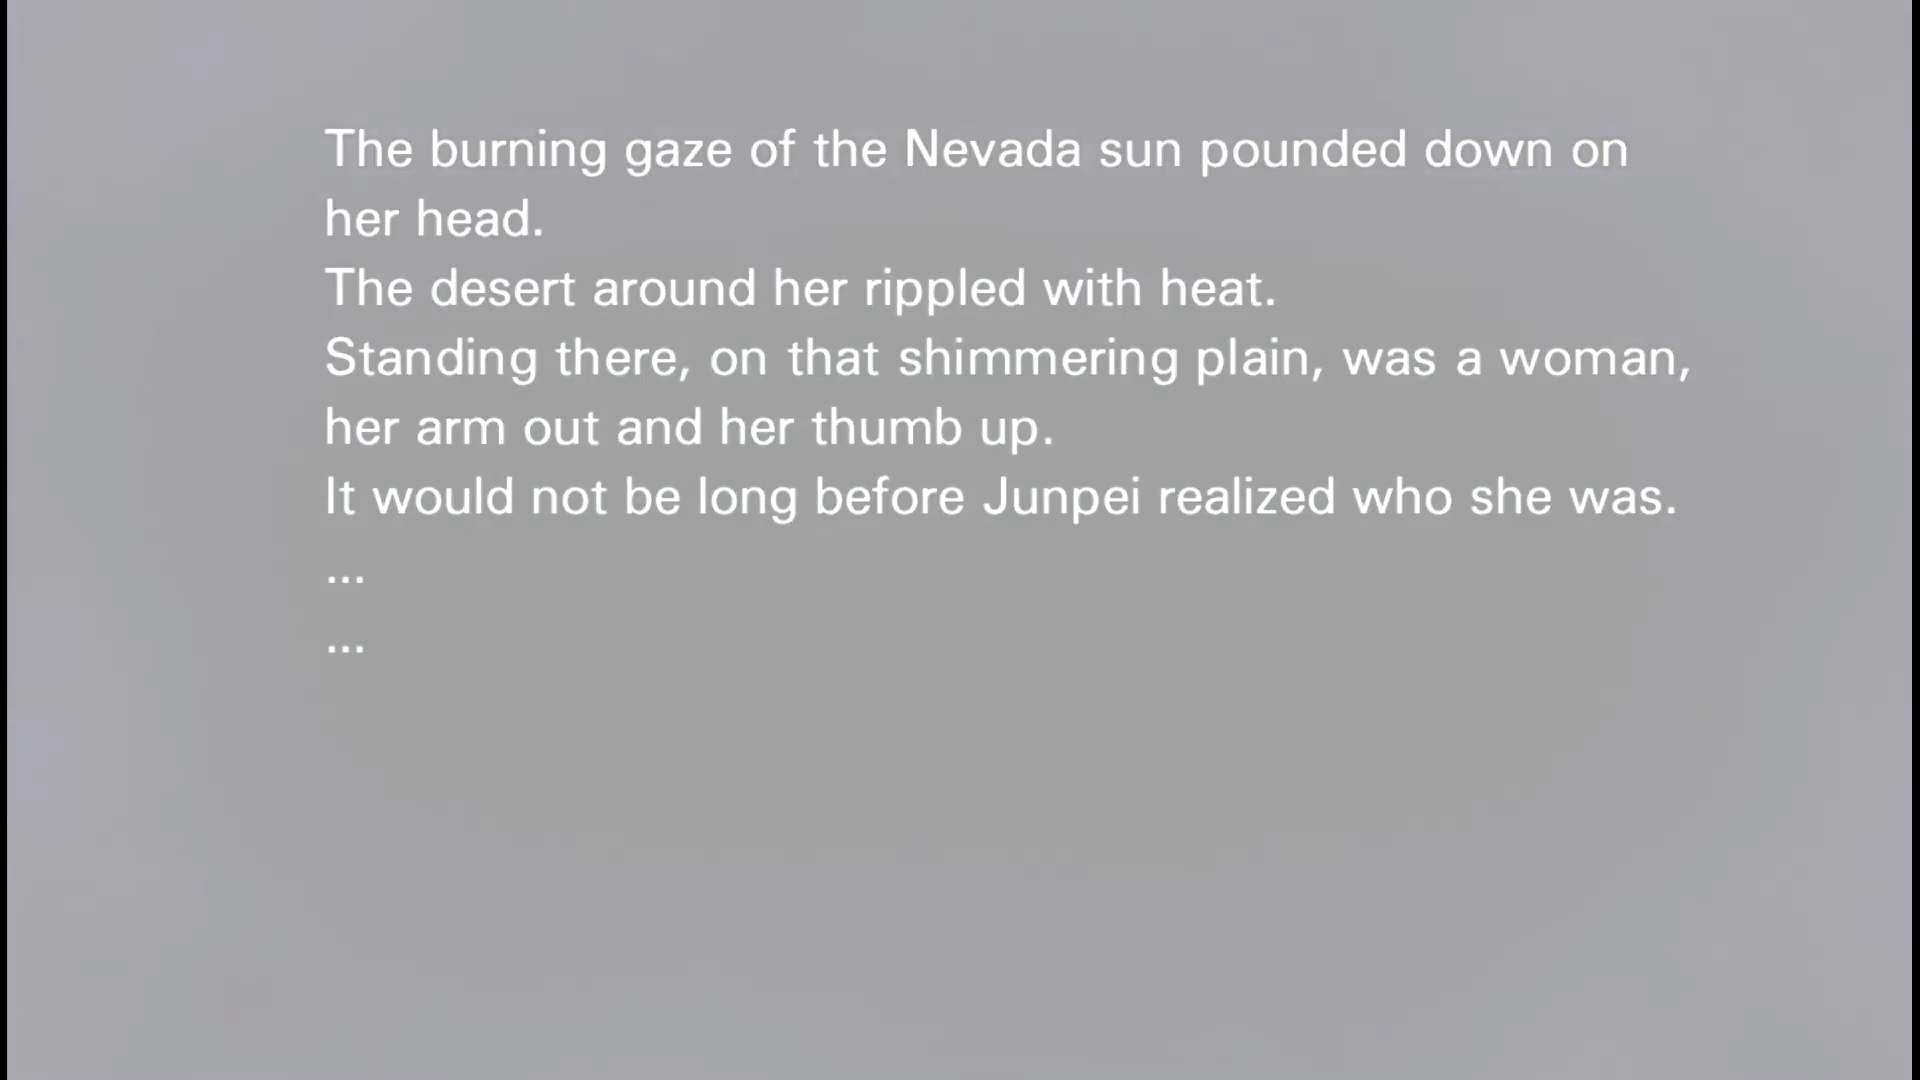 The burning gaze of the Nevada sun pounded down on
her head.
The desert around her rippled with heat.
Standing there, on that shimmering plain, was a woman,
her arm out and her thumb up.
It would not be long before Junpei realized who she was.
...
...